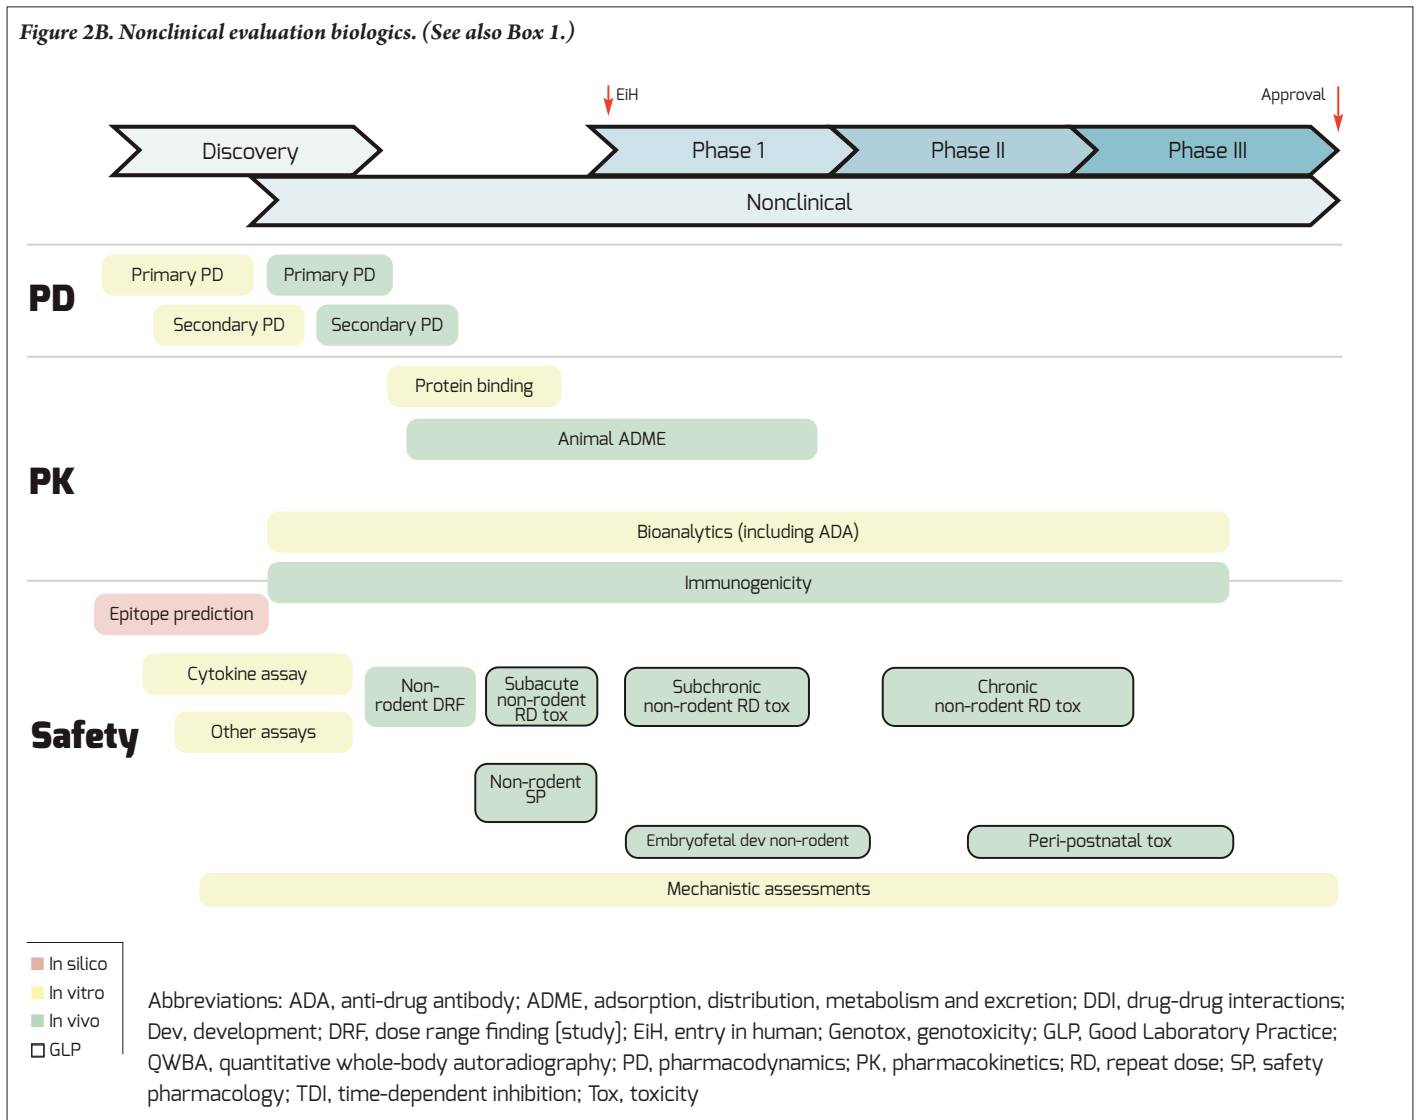 Figure 2B. Nonclinical evaluation biologics. (See also Box 1.)
EiH
Approval
Discovery
Phase 1
Phase II
Phase III
Nonclinical
PD
Primary PD
Primary PD
Secondary PD
Secondary PD
PK
Protein binding
Animal ADME
Bioanalytics (including ADA)
Immunogenicity
Safety
Epitope prediction
Cytokine assay
Other assays
Non-
rodent DRF
Subacute
non-rodent
RD tox
Subchronic
non-rodent RD tox
Chronic
non-rodent RD tox
Non-rodent
SP
Embryofetal dev non-rodent
Peri-postnatal tox
Mechanistic assessments
In silico
In vitro
In vivo
GLP
Abbreviations: ADA, anti-drug antibody; ADME, adsorption, distribution, metabolism and excretion; DDI, drug-drug interactions;
Dev, development; DRF, dose range finding [study]; EiH, entry in human; Genotox, genotoxicity; GLP, Good Laboratory Practice;
QWBA, quantitative whole-body autoradiography; PD, pharmacodynamics; PK, pharmacokinetics; RD, repeat dose; SP, safety
pharmacology; TDI, time-dependent inhibition; Tox, toxicity